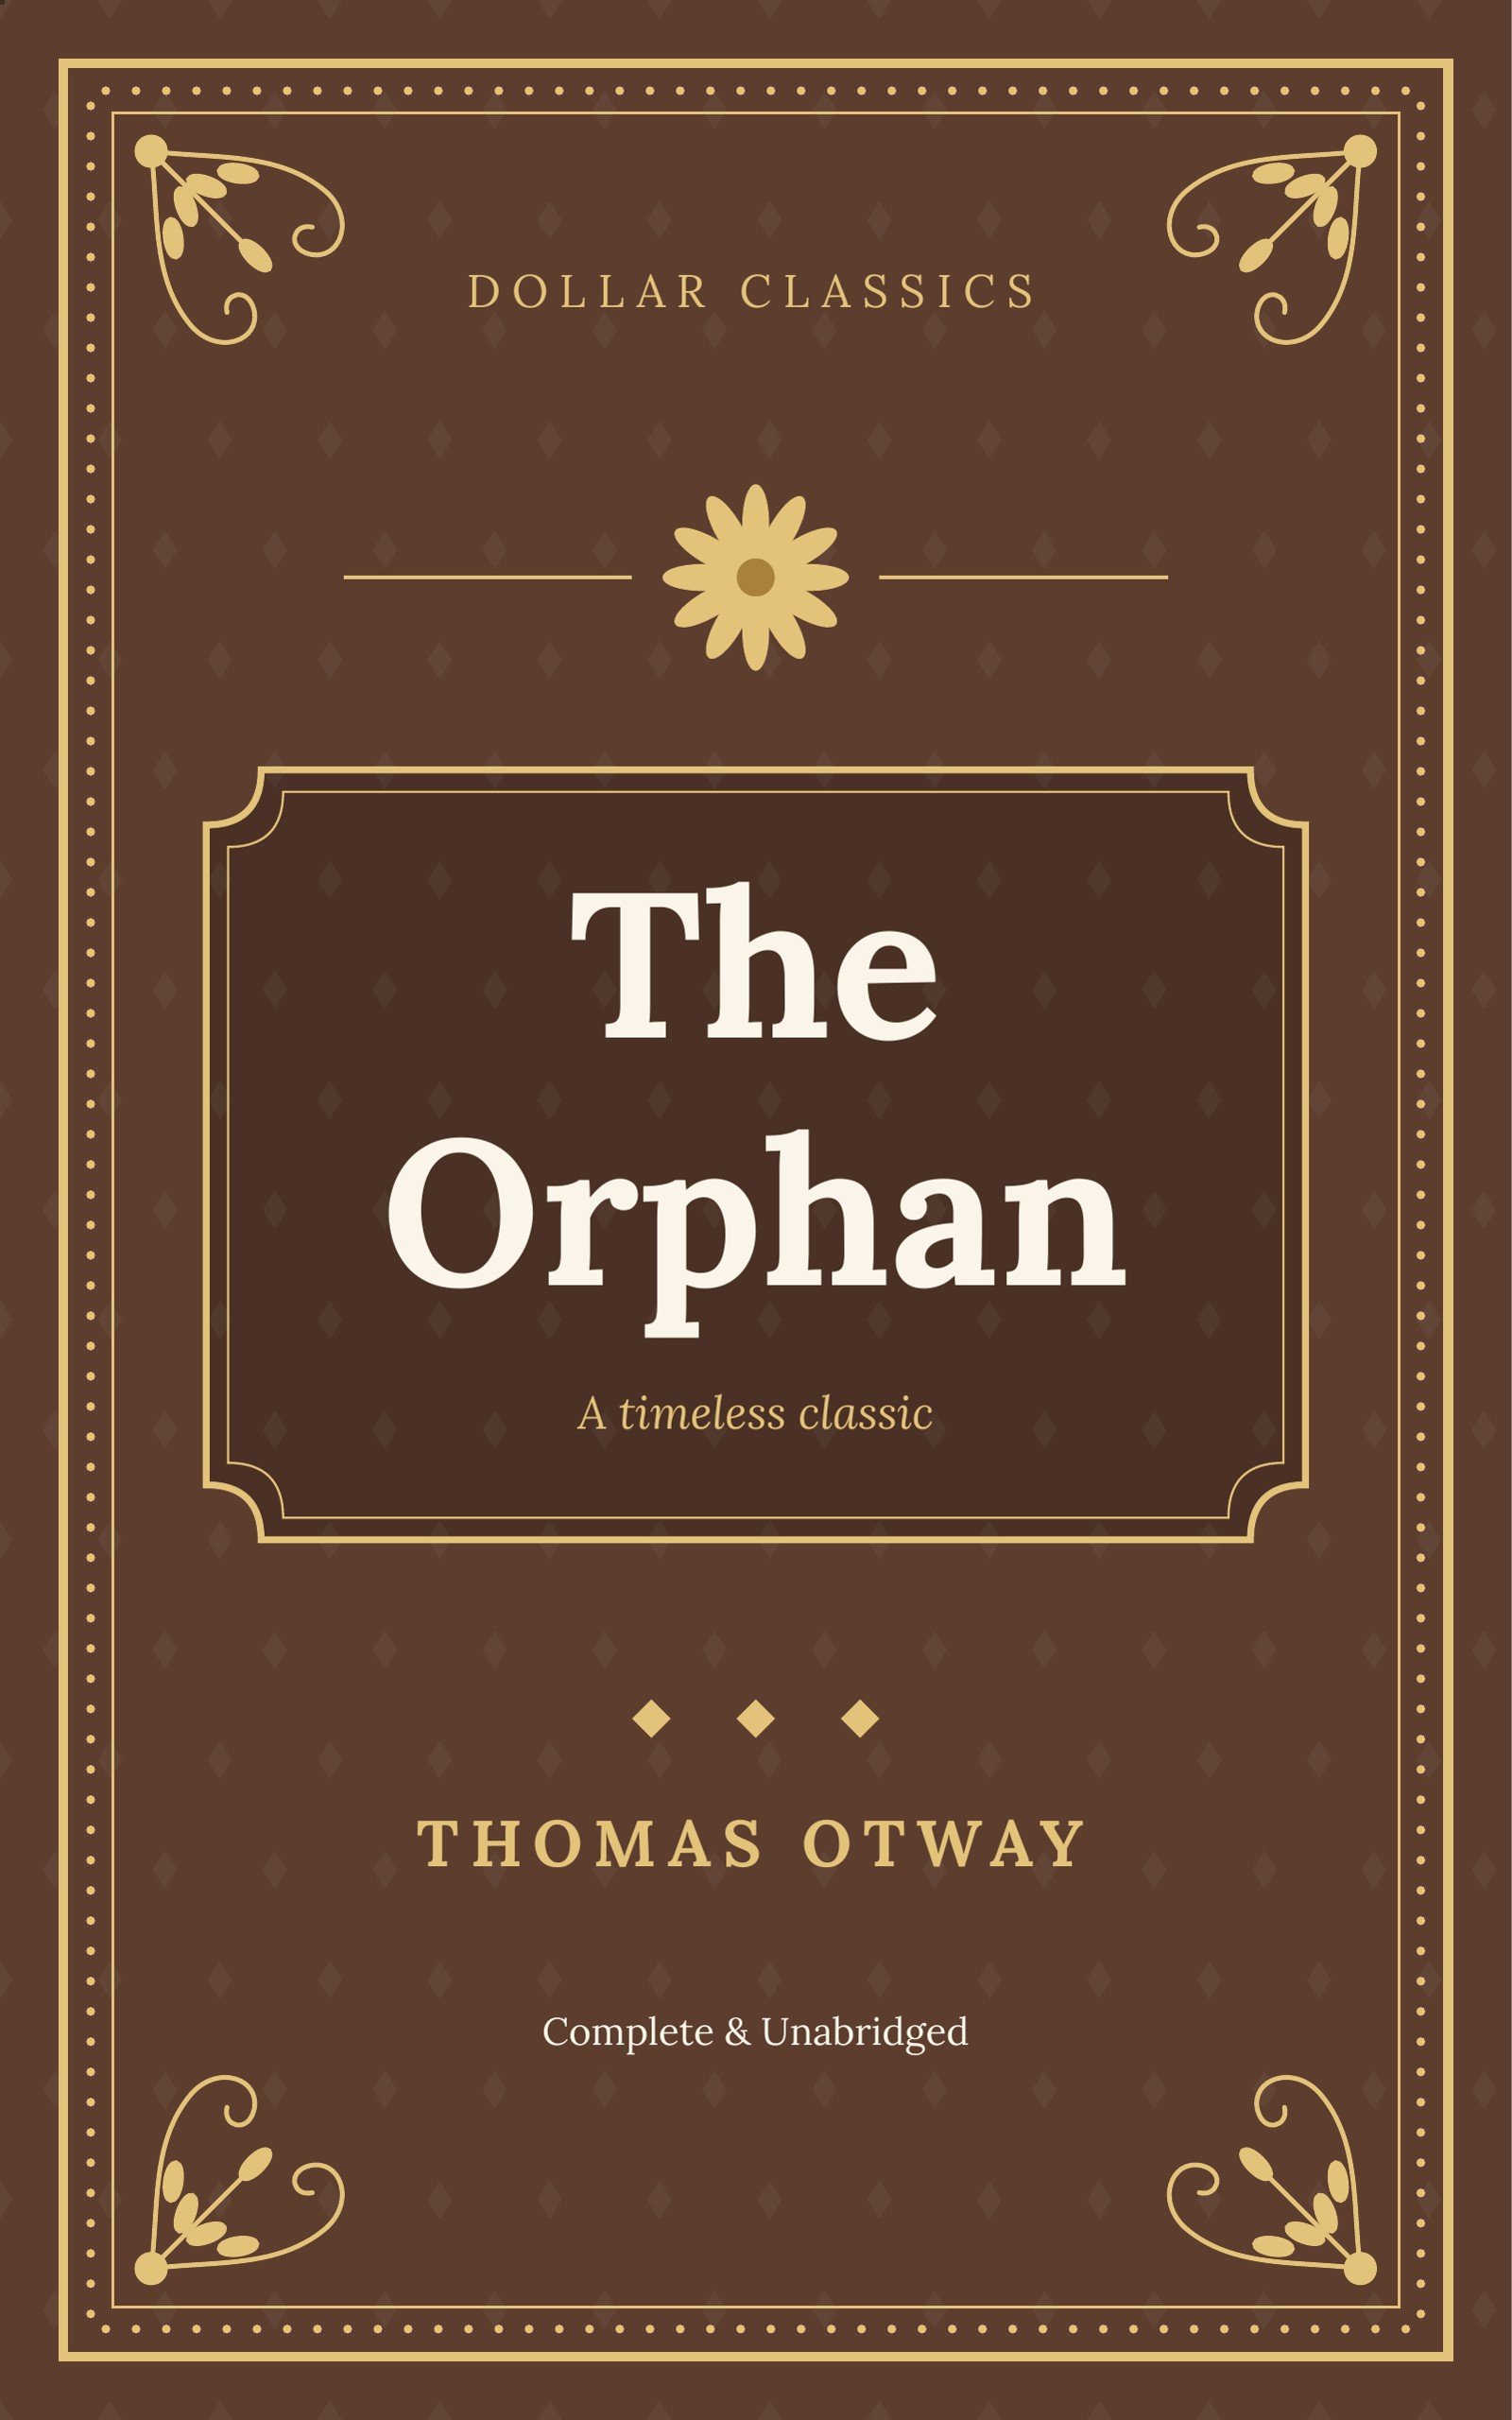 DOLLAR CLASSICS
The
Orphan
A timeless classic
THOMAS OTWAY
Complete & Unabridged